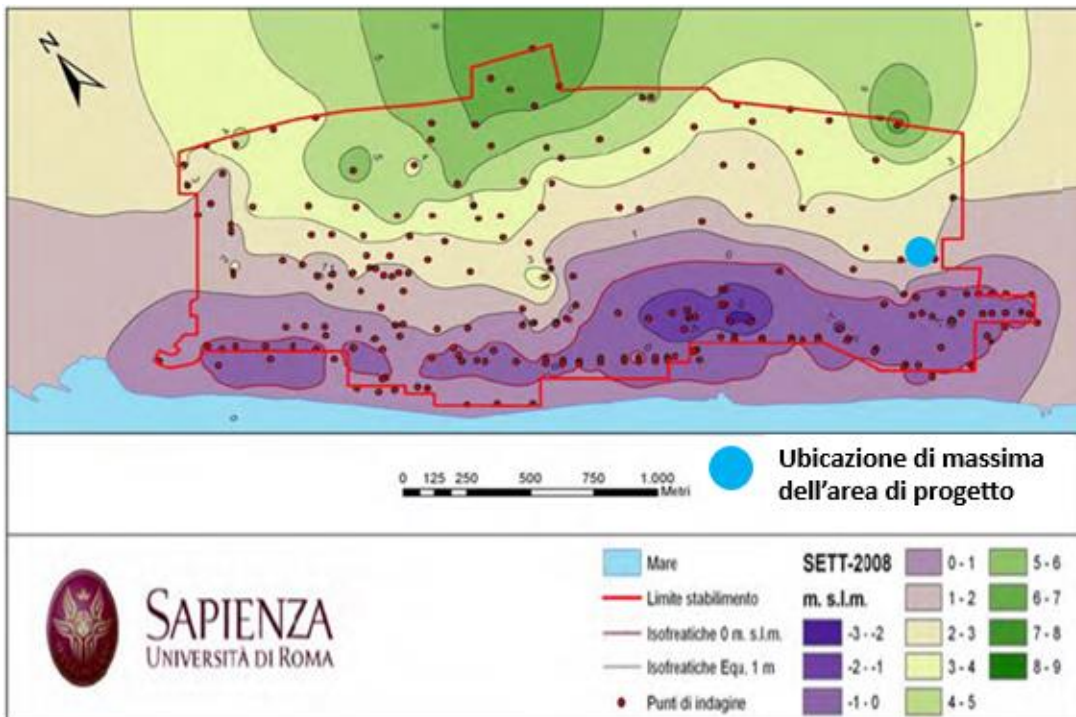 N
0 125 250 500 750 1.000
Metri
Ubicazione di massima
dell'area di progetto
SAPIENZA
UNIVERSITÀ DI ROMA
Mare
Limite stabilimento
Isofreatiche 0 m. s.l.m.
Isofreatiche Equ. 1 m
Punti di indagine
SETT-2008
m. s.l.m.
-3 - -2
-2 - -1
-1 - 0
0 - 1
1 - 2
2 - 3
3 - 4
4 - 5
5 - 6
6 - 7
7 - 8
8 - 9